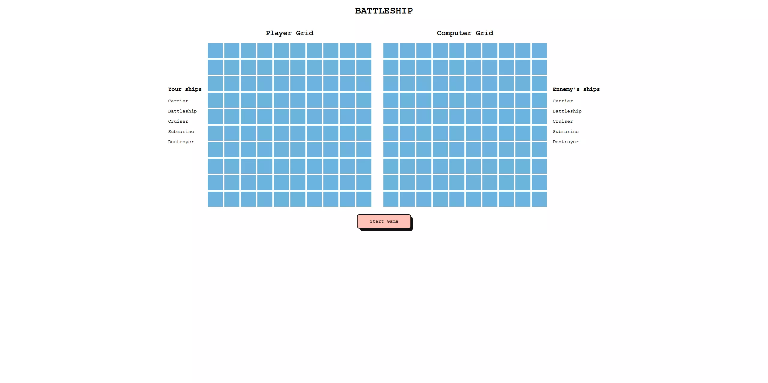 BATTLESHIP
Player Grid
Computer Grid
Your ships
Carrier
Battleship
Cruiser
Submarine
Destroyer
Ennemy's ships
Carrier
Battleship
Cruiser
Submarine
Destroyer
Start Game